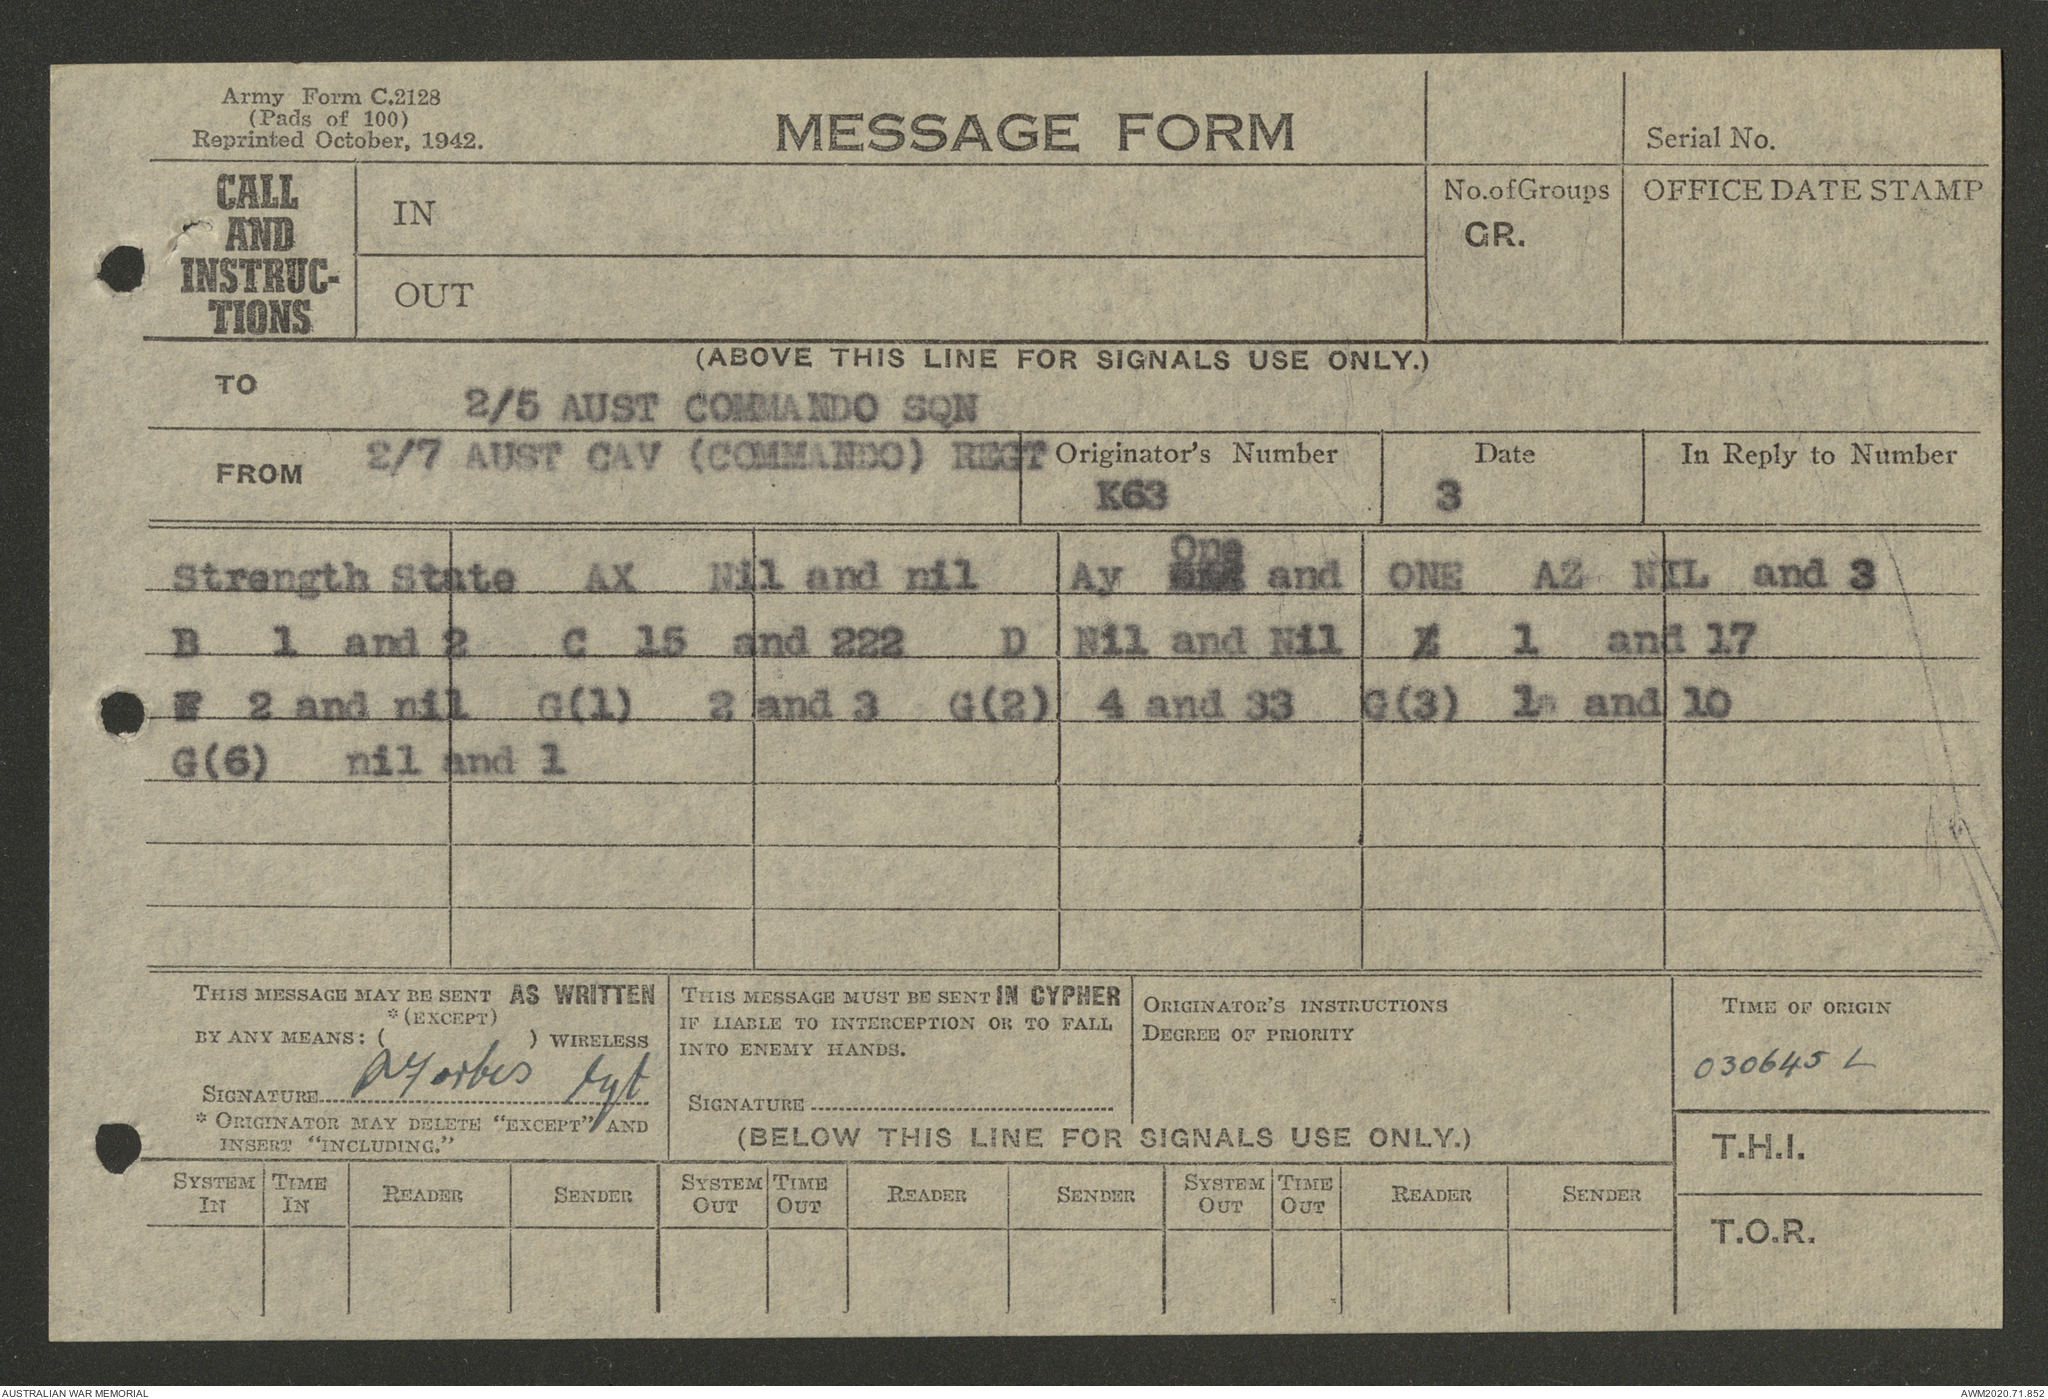 Army Form C.2128
(Pads of 100)
Reprinted October, 1942.
MESSAGE FORM
Serial No.
CALL
AND
INSTRUC-
TIONS
IN
OUT
No.ofGroups
GR.
OFFICE DATE STAMP
(ABOVE THIS LINE FOR SIGNALS USE ONLY.)
TO
2/5 AUST COMMANDO SQN
FROM
2/7 AUST CAV (COMMANDO) REGT
Originator's Number
K63
Date
3
In Reply to Number
One
Strength State AX Nil and nil Ay and ONE AZ NIL and 3
B 1 and 2 C 15 and 222 D Nil and Nil 1 and 17
F 2 and nil G(1) 2 and 3 G(2) 4 and 33 G(3) 1 and 10
G(6) nil and 1
THIS MESSAGE MAY BE SENT AS WRITTEN
*(EXCEPT)
BY ANY MEANS: ( ) WIRELESS
SIGNATURE Forbes
* ORIGINATOR MAY DELETE "EXCEPT" AND
INSERT "INCLUDING."
THIS MESSAGE MUST BE SENT IN CYPHER
IF LIABLE TO INTERCEPTION OR TO FALL
INTO ENEMY HANDS.
SIGNATURE
ORIGINATOR'S INSTRUCTIONS
DEGREE OF PRIORITY
TIME OF ORIGIN
030645 L
(BELOW THIS LINE FOR SIGNALS USE ONLY.)
T.H.I.
T.O.R.
SYSTEM IN
TIME IN
READER
SENDER
SYSTEM OUT
TIME OUT
READER
SENDER
SYSTEM OUT
TIME OUT
READER
SENDER
AUSTRALIAN WAR MEMORIAL
AWM2020.71.852